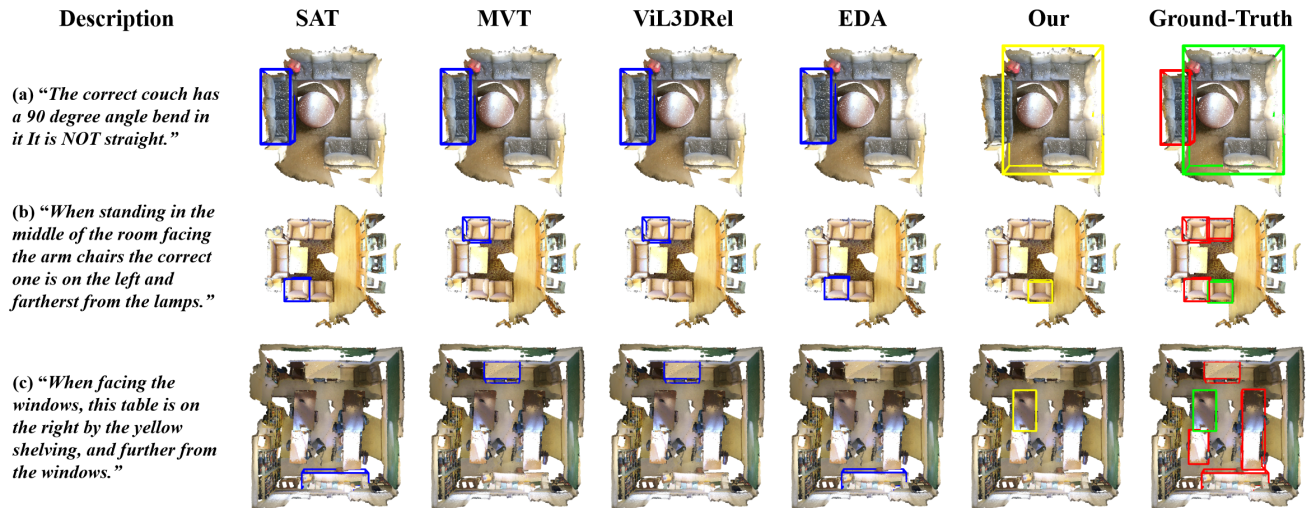 Description SAT MVT ViL3DRel EDA Our Ground-Truth
(a) “The correct couch has
a 90 degree angle bend in
it It is NOT straight.”
(b) “When standing in the
middle of the room facing
the arm chairs the correct
one is on the left and
fartherst from the lamps.”
(c) “When facing the
windows, this table is on
the right by the yellow
shelving, and further from
the windows.”